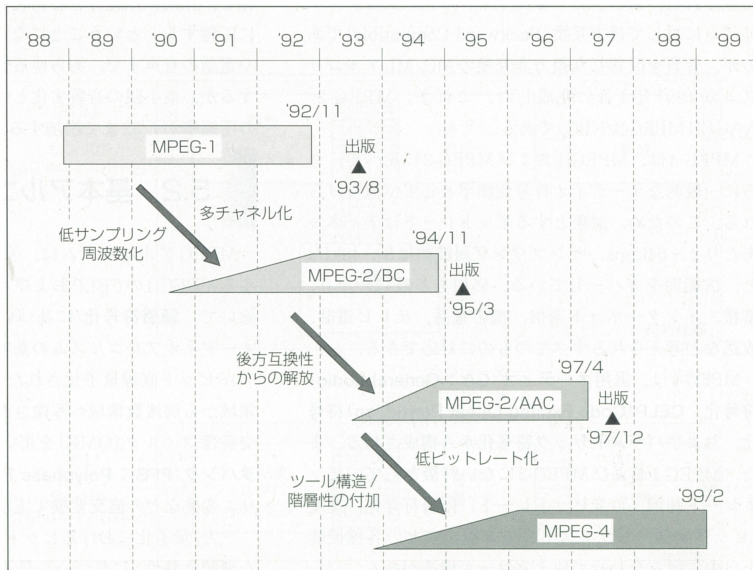 '88
'89
'90
'91
'92
'93
'94
'95
'96
'97
'98
'99
'92/11
MPEG-1
出版
'93/8
多チャネル化
低サンプリング
周波数化
'94/11
MPEG-2/BC
出版
'95/3
後方互換性
からの解放
'97/4
MPEG-2/AAC
出版
'97/12
低ビットレート化
ツール構造/
階層性の付加
'99/2
MPEG-4